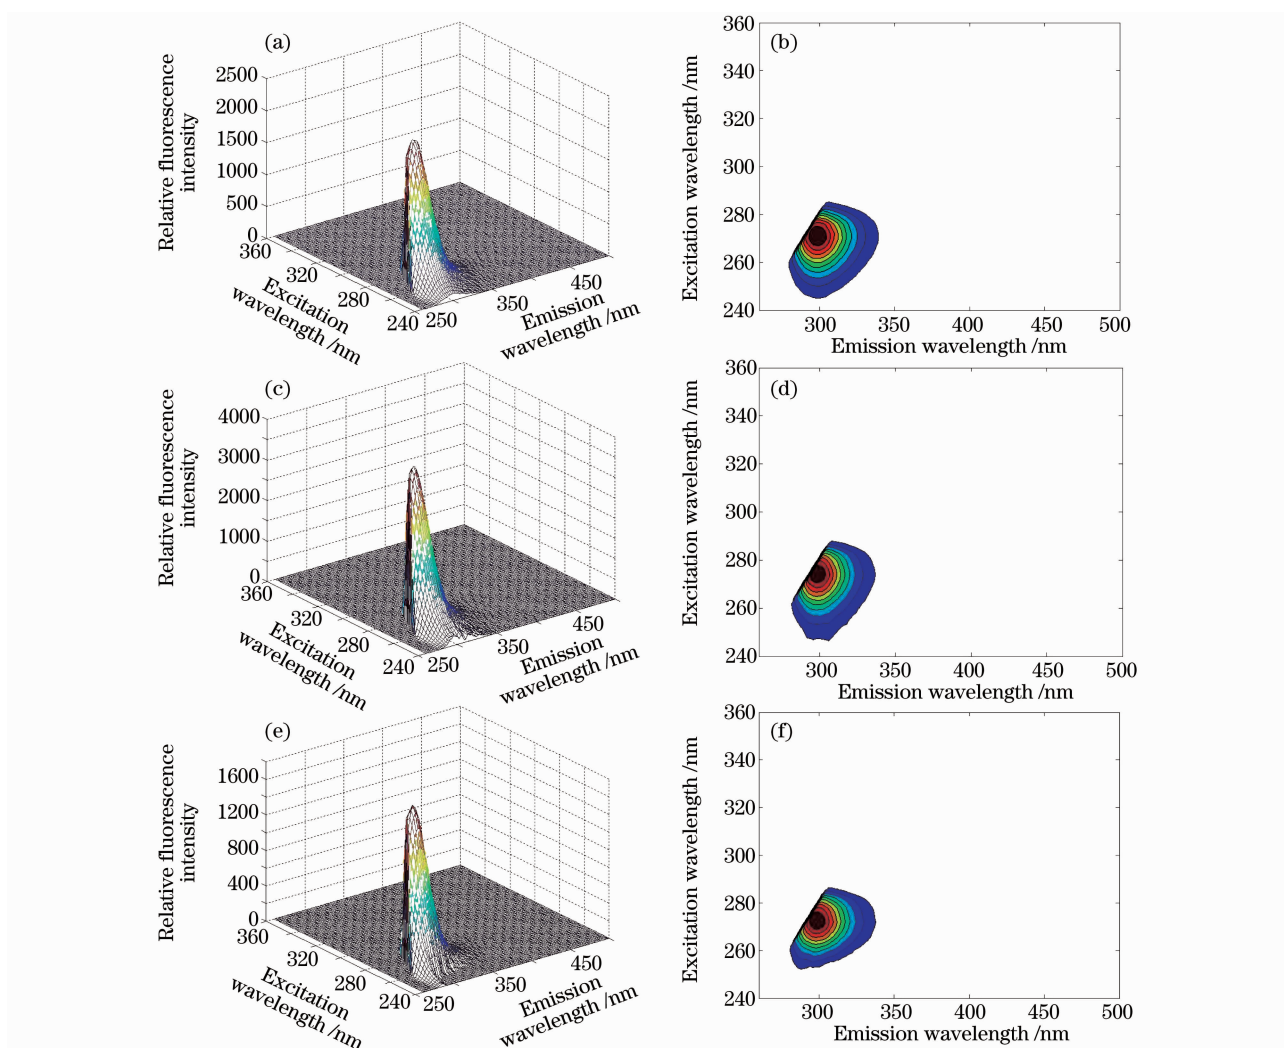 (a)
Relative fluorescence
intensity
2500
2000
1500
1000
500
0
360
320
280
240
Excitation
wavelength /nm
250
350
450
Emission
wavelength /nm
(b)
Excitation wavelength /nm
360
340
320
300
280
260
240
300
350
400
450
500
Emission wavelength /nm
(c)
Relative fluorescence
intensity
4000
3000
2000
1000
0
360
320
280
240
Excitation
wavelength /nm
250
350
450
Emission
wavelength /nm
(d)
Excitation wavelength /nm
360
340
320
300
280
260
240
300
350
400
450
500
Emission wavelength /nm
(e)
Relative fluorescence
intensity
1600
1200
800
400
0
360
320
280
240
Excitation
wavelength /nm
250
350
450
Emission
wavelength /nm
(f)
Excitation wavelength /nm
360
340
320
300
280
260
240
300
350
400
450
500
Emission wavelength /nm